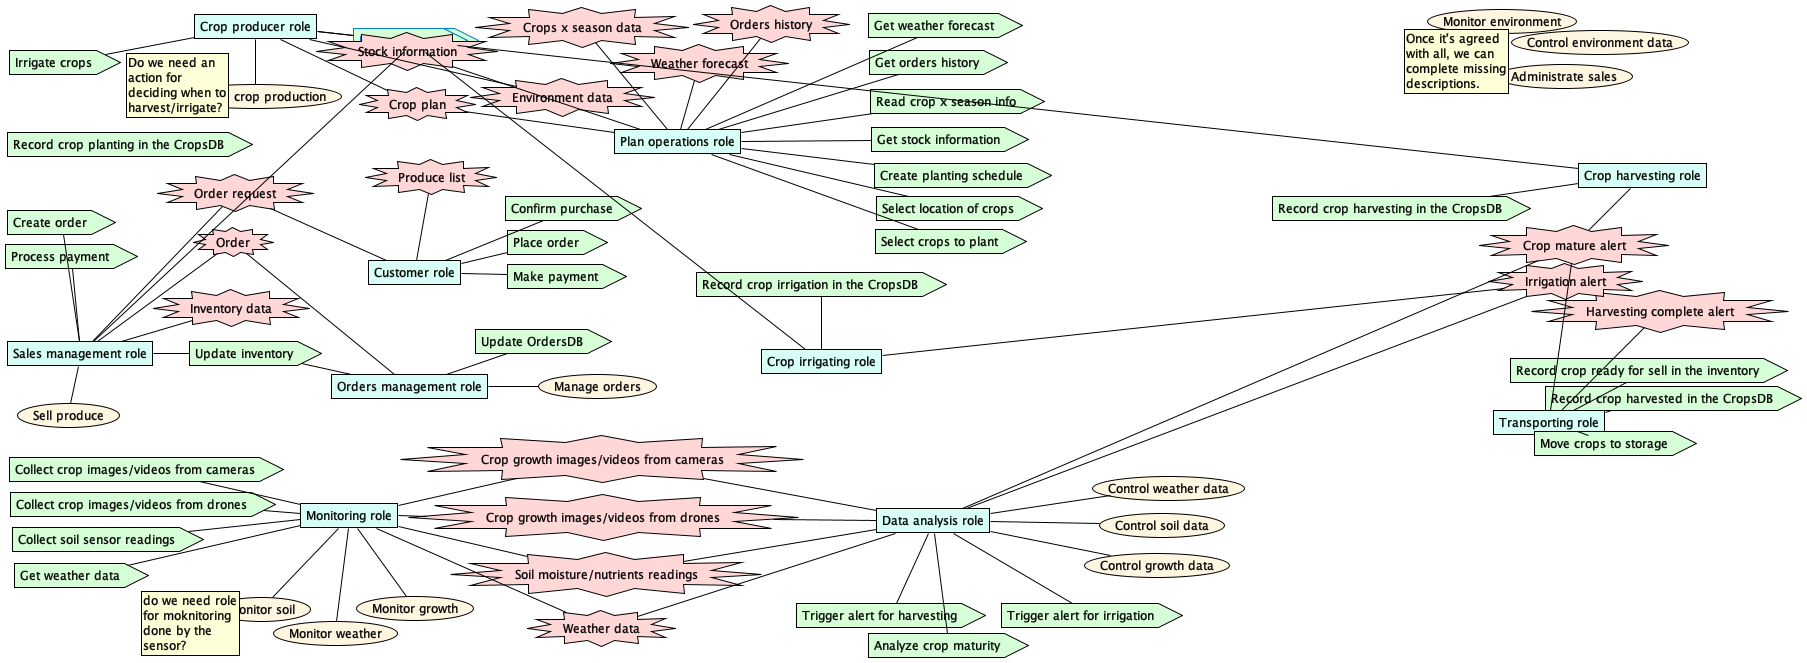 Crop producer role
Crops x season data
Orders history
Get weather forecast
Monitor environment
Irrigate crops
Do we need an
action for
deciding when to
harvest/irrigate?
crop production
Stock information
Weather forecast
Get orders history
Once it's agreed
with all, we can
complete missing
descriptions.
Control environment data
Administrate sales
Crop plan
Environment data
Read crop x season info
Record crop planting in the CropsDB
Plan operations role
Get stock information
Order request
Produce list
Create planting schedule
Crop harvesting role
Create order
Confirm purchase
Select location of crops
Record crop harvesting in the CropsDB
Process payment
Order
Place order
Select crops to plant
Crop mature alert
Customer role
Make payment
Record crop irrigation in the CropsDB
Irrigation alert
Inventory data
Harvesting complete alert
Sales management role
Update inventory
Update OrdersDB
Crop irrigating role
Orders management role
Manage orders
Record crop ready for sell in the inventory
Record crop harvested in the CropsDB
Sell produce
Transporting role
Move crops to storage
Collect crop images/videos from cameras
Crop growth images/videos from cameras
Collect crop images/videos from drones
Monitoring role
Crop growth images/videos from drones
Data analysis role
Control weather data
Control soil data
Collect soil sensor readings
Control growth data
Get weather data
Soil moisture/nutrients readings
do we need role
for moknitoring
done by the
sensor?
onitor soil
Monitor weather
Monitor growth
Weather data
Trigger alert for harvesting
Trigger alert for irrigation
Analyze crop maturity